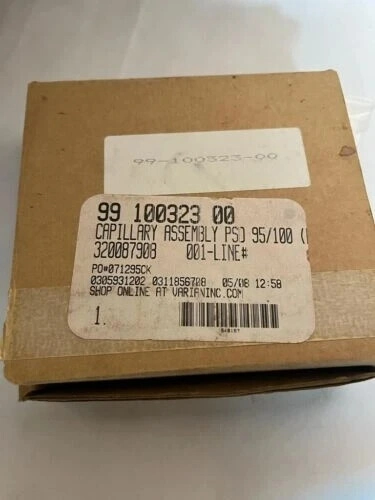 99-100323-00
99 100323 00
CAPILLARY ASSEMBLY PSD 95/100 (
320087908 001-LINE#
PO#071295CK
0305931202 0311856788 05/08 12:58
SHOP ONLINE AT VARIANINC.COM
1.